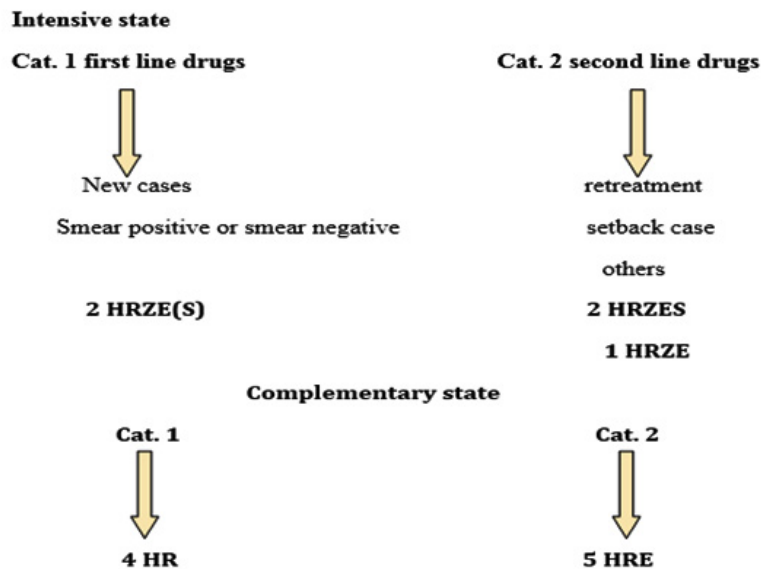 Intensive state
Cat. 1 first line drugs
Cat. 2 second line drugs
New cases
retreatment
Smear positive or smear negative
setback case
others
2 HRZE(S)
2 HRZES
1 HRZE
Complementary state
Cat. 1
Cat. 2
4 HR
5 HRE